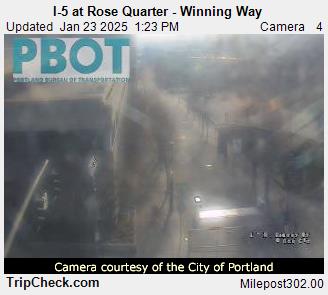 I-5 at Rose Quarter - Winning Way
Updated Jan 23 2025 1:23 PM Camera 4
PBOT
PORTLAND BUREAU OF TRANSPORTATION
Camera courtesy of the City of Portland
TripCheck.com Milepost302.00